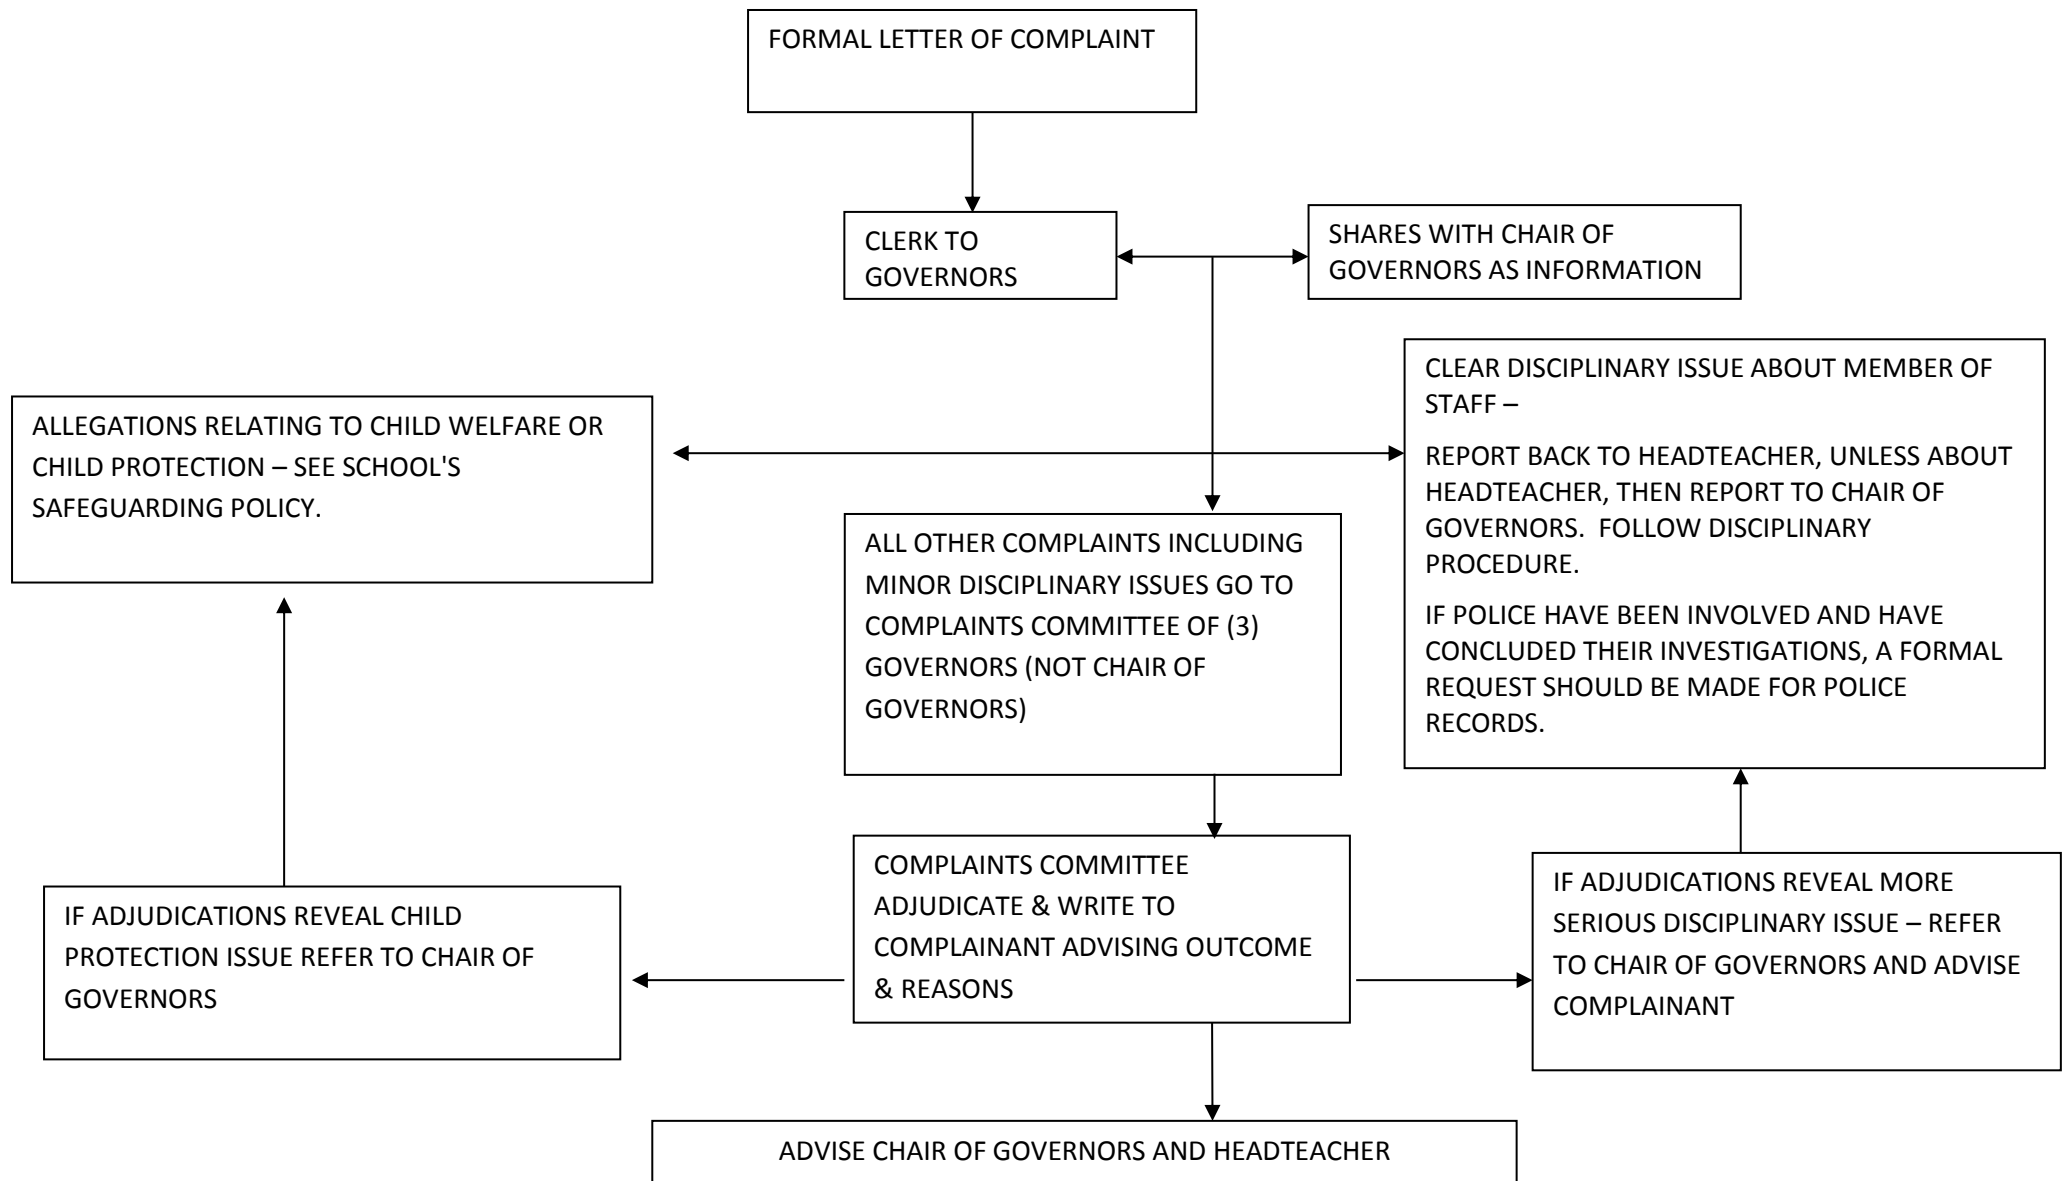 FORMAL LETTER OF COMPLAINT
CLERK TO
GOVERNORS
SHARES WITH CHAIR OF
GOVERNORS AS INFORMATION
ALLEGATIONS RELATING TO CHILD WELFARE OR
CHILD PROTECTION – SEE SCHOOL'S
SAFEGUARDING POLICY.
CLEAR DISCIPLINARY ISSUE ABOUT MEMBER OF
STAFF –
REPORT BACK TO HEADTEACHER, UNLESS ABOUT
HEADTEACHER, THEN REPORT TO CHAIR OF
GOVERNORS.  FOLLOW DISCIPLINARY
PROCEDURE.
IF POLICE HAVE BEEN INVOLVED AND HAVE
CONCLUDED THEIR INVESTIGATIONS, A FORMAL
REQUEST SHOULD BE MADE FOR POLICE
RECORDS.
ALL OTHER COMPLAINTS INCLUDING
MINOR DISCIPLINARY ISSUES GO TO
COMPLAINTS COMMITTEE OF (3)
GOVERNORS (NOT CHAIR OF
GOVERNORS)
IF ADJUDICATIONS REVEAL CHILD
PROTECTION ISSUE REFER TO CHAIR OF
GOVERNORS
COMPLAINTS COMMITTEE
ADJUDICATE & WRITE TO
COMPLAINANT ADVISING OUTCOME
& REASONS
IF ADJUDICATIONS REVEAL MORE
SERIOUS DISCIPLINARY ISSUE – REFER
TO CHAIR OF GOVERNORS AND ADVISE
COMPLAINANT
ADVISE CHAIR OF GOVERNORS AND HEADTEACHER